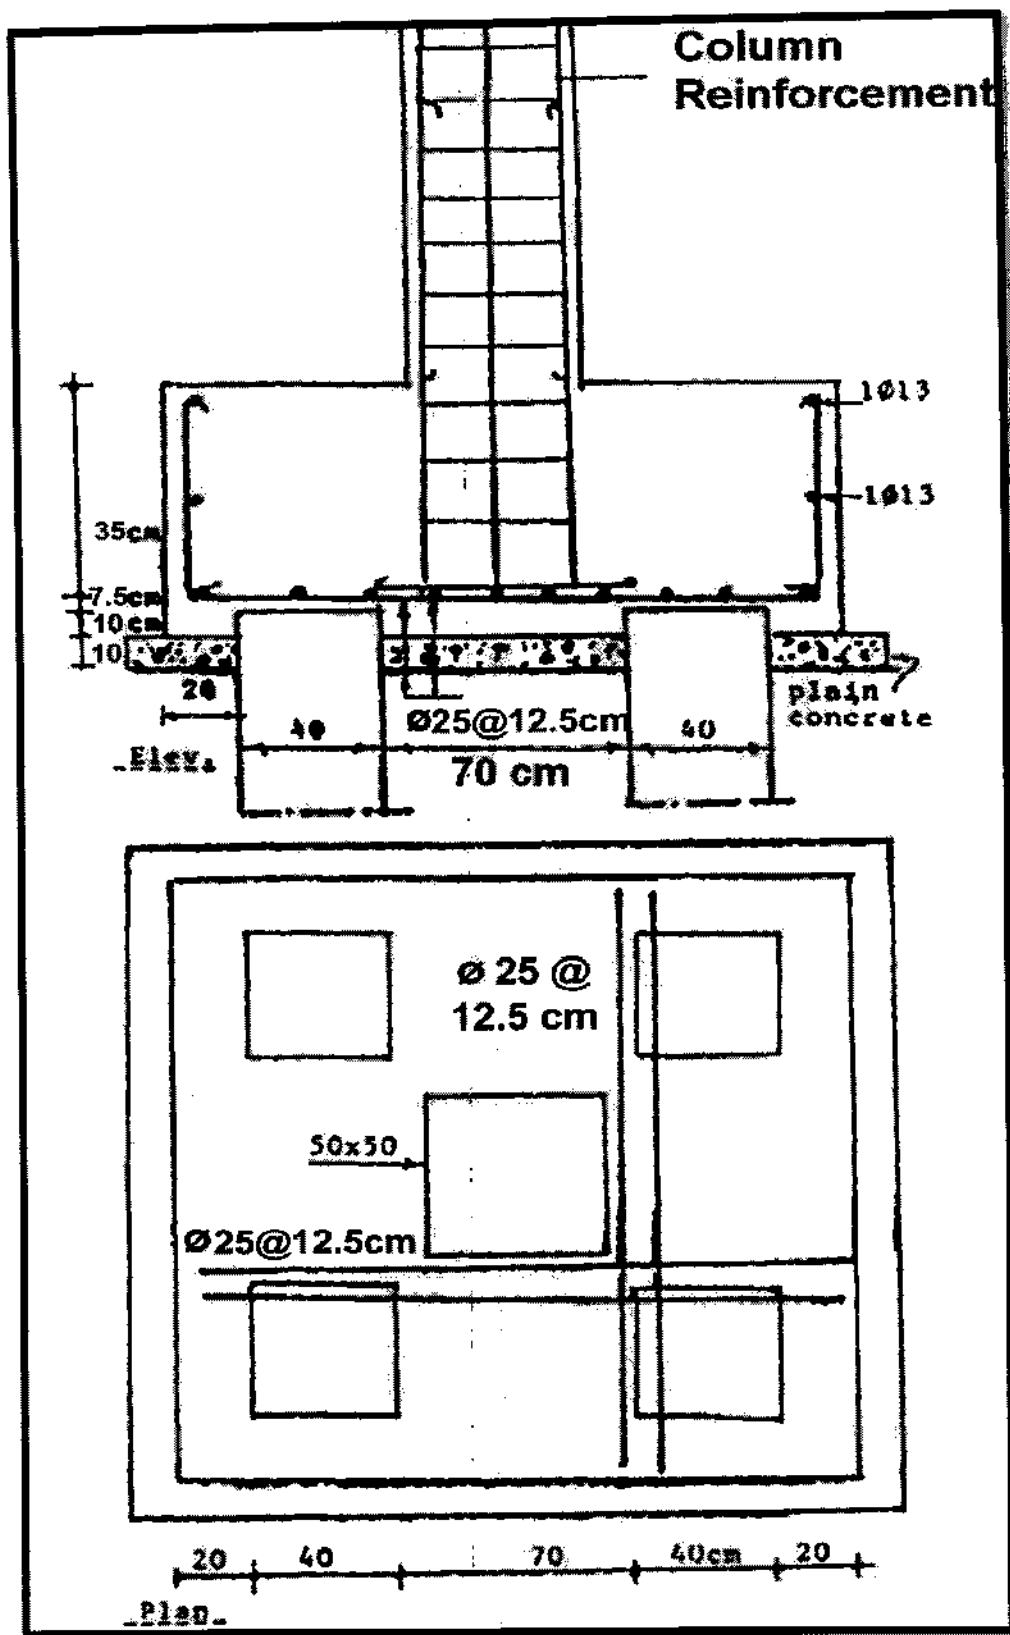 Column
Reinforcement
1Ø13
1Ø13
35cm
7.5cm
10cm
10
20
40
Ø25@12.5cm
40
plain
concrete
Elev.
70 cm
Ø 25 @
12.5 cm
50x50
Ø25@12.5cm
20 40 70 40cm 20
Plan